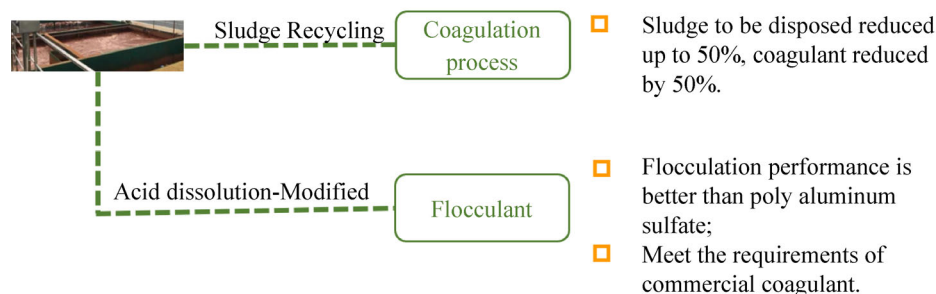 Sludge Recycling
Coagulation
process
Sludge to be disposed reduced
up to 50%, coagulant reduced
by 50%.
Acid dissolution-Modified
Flocculant
Flocculation performance is
better than poly aluminum
sulfate;
Meet the requirements of
commercial coagulant.